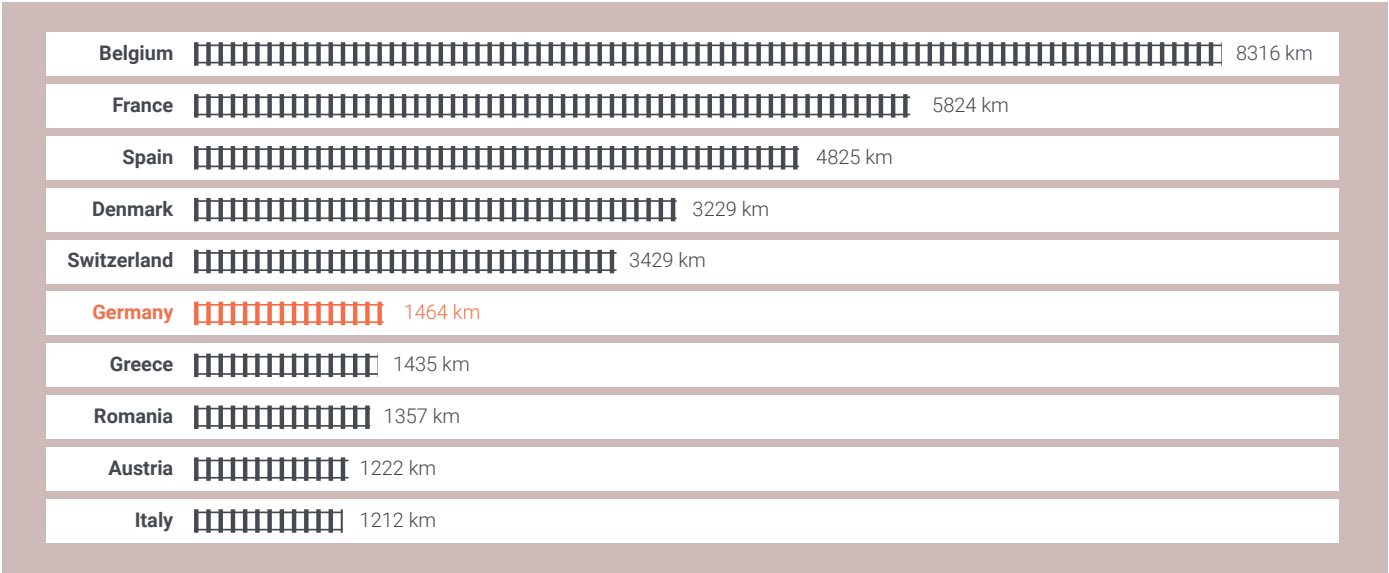 Belgium 8316 km
France 5824 km
Spain 4825 km
Denmark 3229 km
Switzerland 3429 km
Germany 1464 km
Greece 1435 km
Romania 1357 km
Austria 1222 km
Italy 1212 km